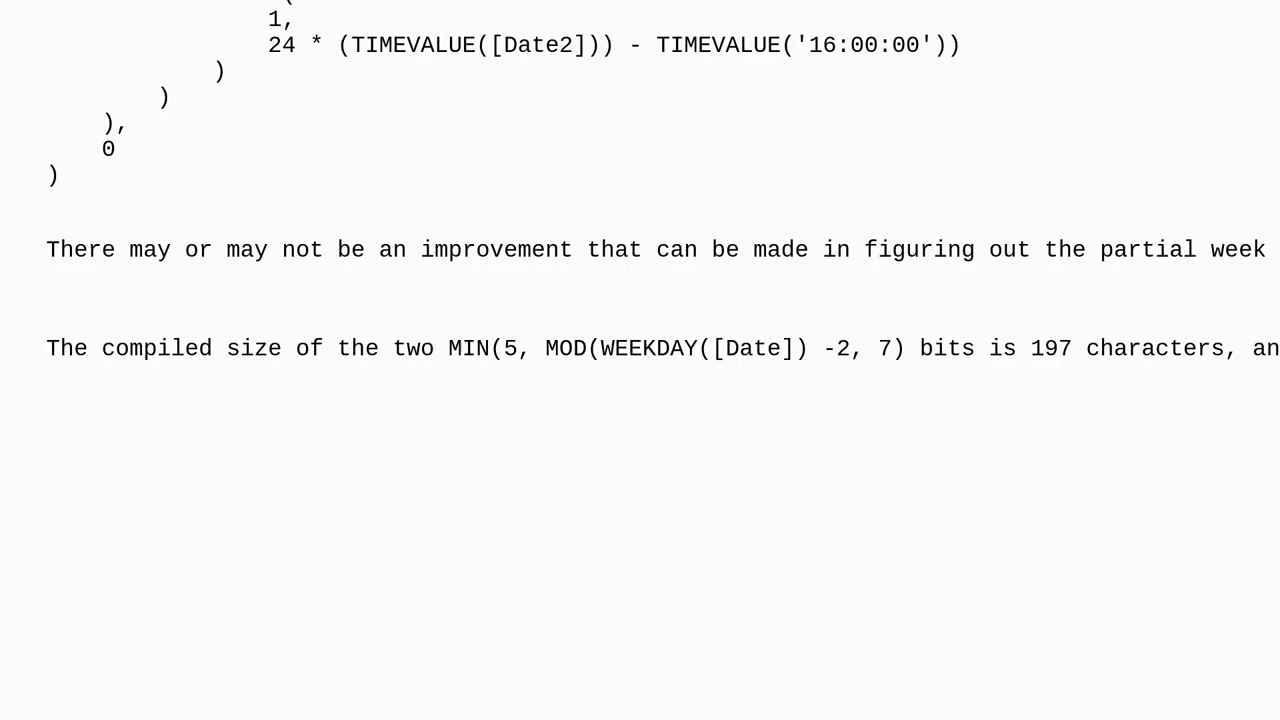 1,
24 * (TIMEVALUE([Date2])) - TIMEVALUE('16:00:00'))
)
)
),
0
)
There may or may not be an improvement that can be made in figuring out the partial week
The compiled size of the two MIN(5, MOD(WEEKDAY([Date]) -2, 7) bits is 197 characters, an